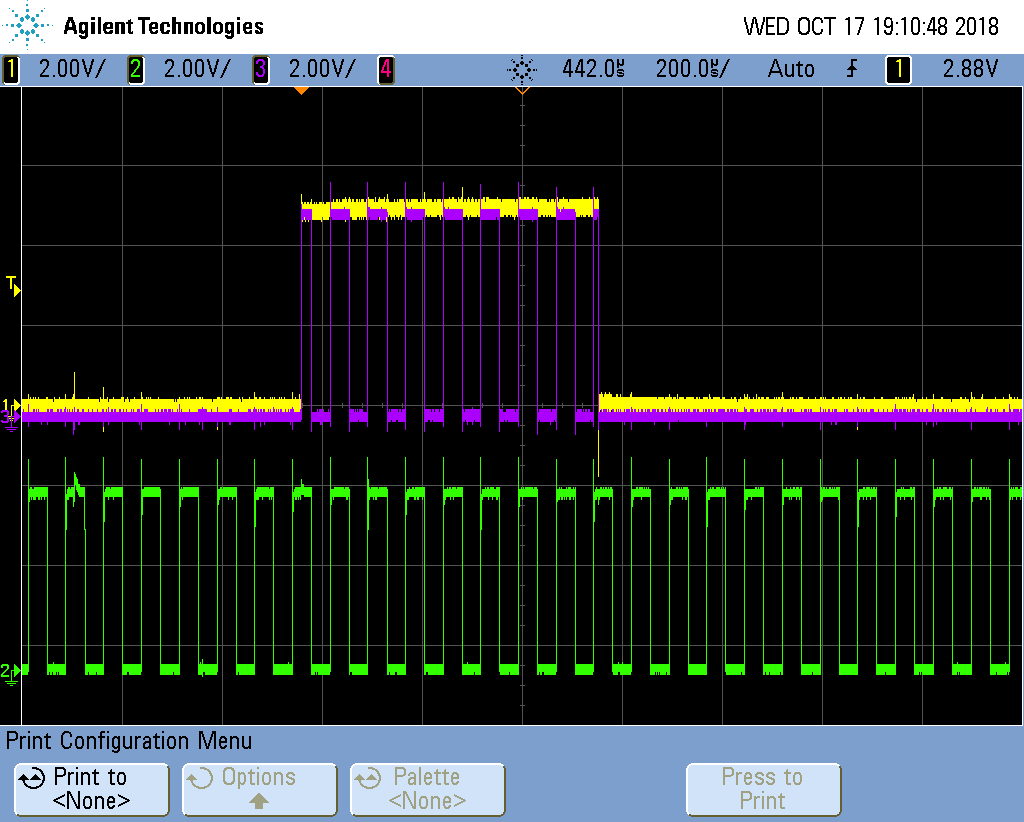 Agilent Technologies WED OCT 17 19:10:48 2018
1 2.00V/ 2 2.00V/ 3 2.00V/ 4 442.0µs 200.0µs/ Auto 1 2.88V
T
1
3
2
Print Configuration Menu
Print to Options Palette Press to
<None> <None> Print